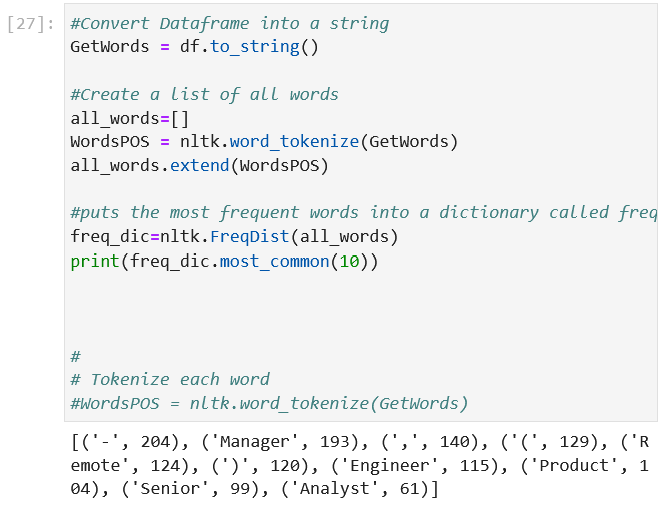 [27]: #Convert Dataframe into a string
GetWords = df.to_string()
#Create a list of all words
all_words=[]
WordsPOS = nltk.word_tokenize(GetWords)
all_words.extend(WordsPOS)
#puts the most frequent words into a dictionary called freq
freq_dic=nltk.FreqDist(all_words)
print(freq_dic.most_common(10))
#
# Tokenize each word
#WordsPOS = nltk.word_tokenize(GetWords)
[('-', 204), ('Manager', 193), (',', 140), ('(', 129), ('R
emote', 124), (')', 120), ('Engineer', 115), ('Product', 1
04), ('Senior', 99), ('Analyst', 61)]